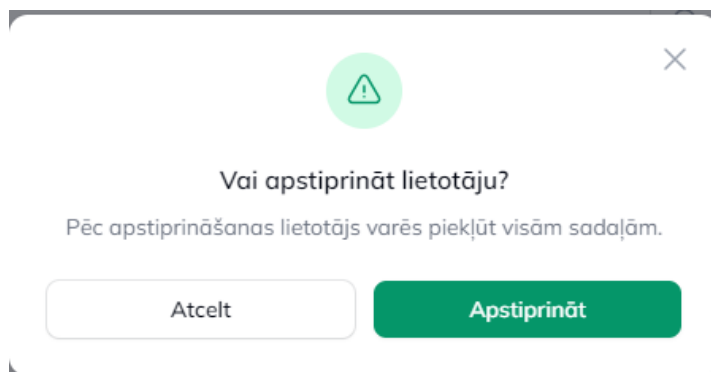 Vai apstiprināt lietotāju?
Pēc apstiprināšanas lietotājs varēs piekļūt visām sadaļām.
Atcelt
Apstiprināt